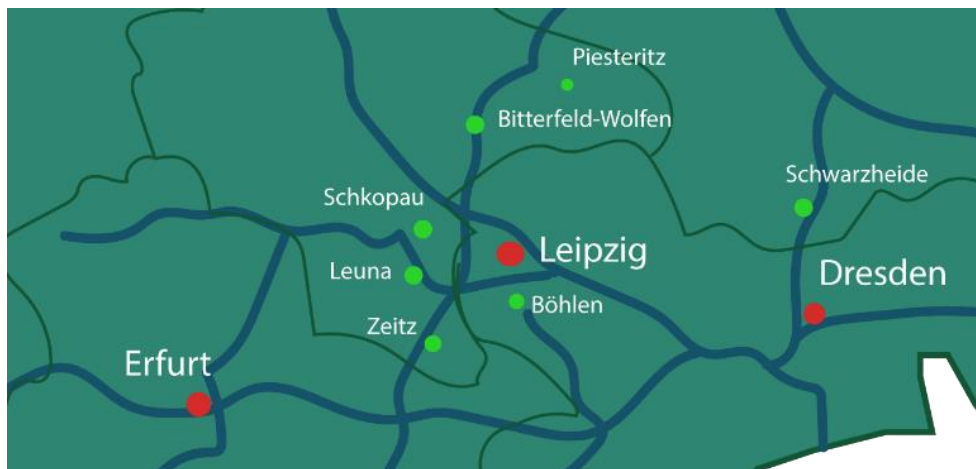 Piesteritz
Bitterfeld-Wolfen
Schwarzheide
Schkopau
Leipzig
Leuna
Dresden
Böhlen
Zeitz
Erfurt